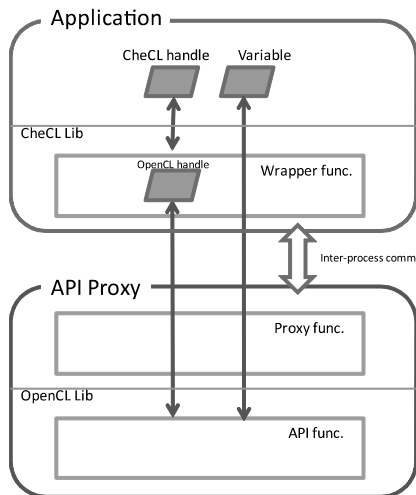 Application
CheCL handle
Variable
CheCL Lib
OpenCL handle
Wrapper func.
Inter-process comm
API Proxy
Proxy func.
OpenCL Lib
API func.